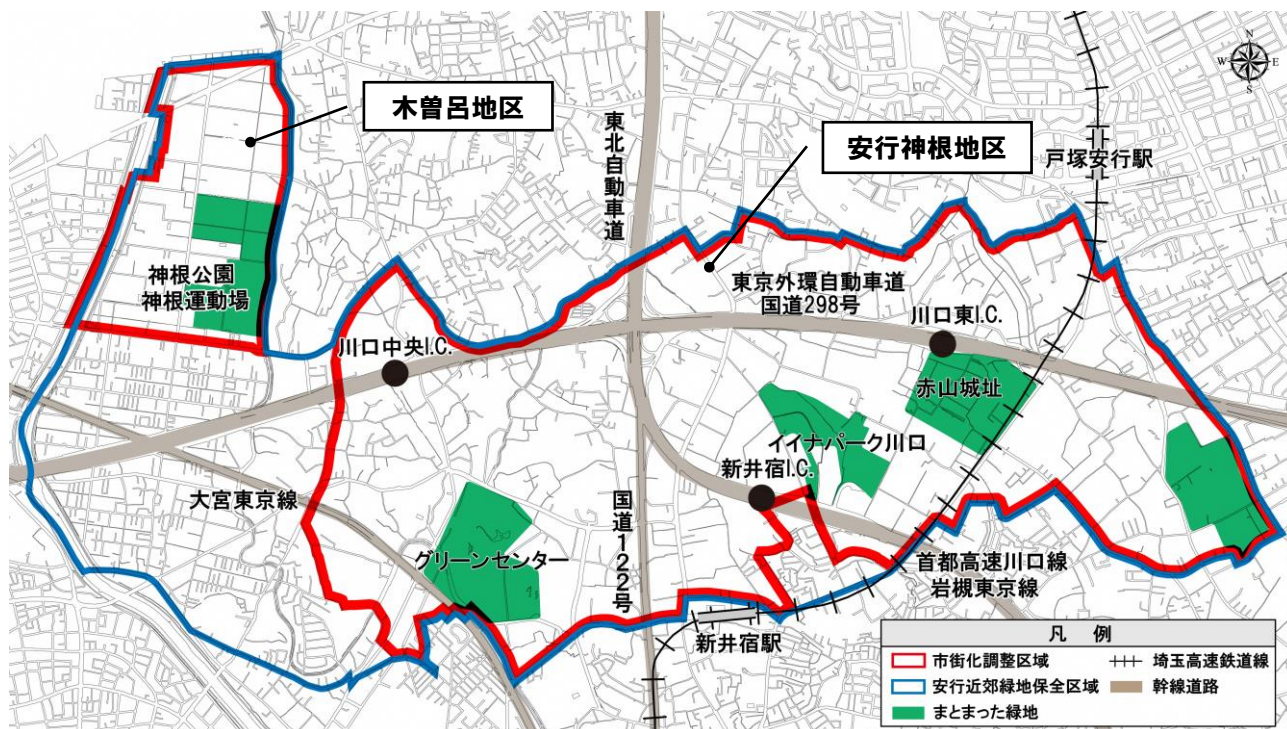 木曽呂地区
安行神根地区
N
W
E
S
東北自動車道
戸塚安行駅
神根公園
神根運動場
東京外環自動車道
国道298号
川口中央I.C.
川口東I.C.
赤山城址
イイナパーク川口
新井宿I.C.
大宮東京線
国道122号
グリーンセンター
首都高速川口線
岩槻東京線
新井宿駅
凡 例
市街化調整区域
埼玉高速鉄道線
安行近郊緑地保全区域
幹線道路
まとまった緑地